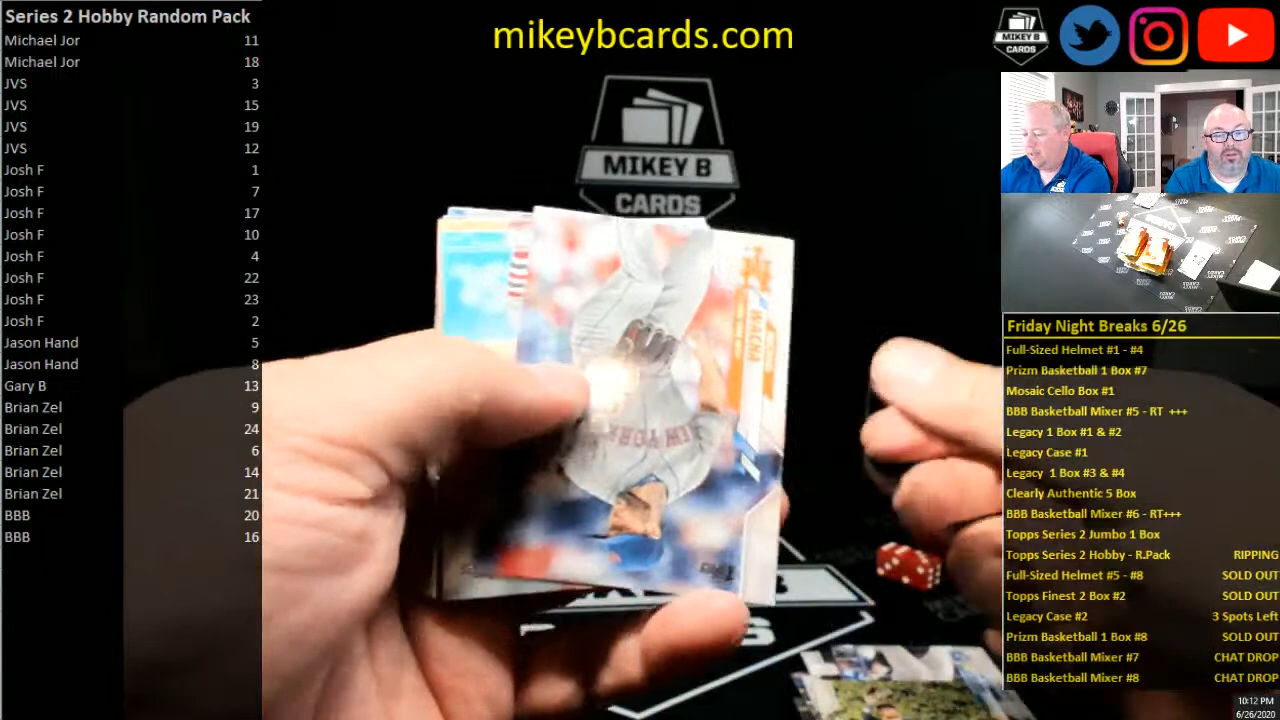 Series 2 Hobby Random Pack
Michael Jor 11
Michael Jor 18
JVS 3
JVS 15
JVS 19
JVS 12
Josh F 1
Josh F 7
Josh F 17
Josh F 10
Josh F 4
Josh F 22
Josh F 23
Josh F 2
Jason Hand 5
Jason Hand 8
Gary B 13
Brian Zel 9
Brian Zel 24
Brian Zel 6
Brian Zel 14
Brian Zel 21
BBB 20
BBB 16
mikeybcards.com
MIKEY B
CARDS
WACHA
NEW YORK
MIKEY B
CARDS
Friday Night Breaks 6/26
Full-Sized Helmet #1 - #4
Prizm Basketball 1 Box #7
Mosaic Cello Box #1
BBB Basketball Mixer #5 - RT +++
Legacy 1 Box #1 & #2
Legacy Case #1
Legacy 1 Box #3 & #4
Clearly Authentic 5 Box
BBB Basketball Mixer #6 - RT+++
Topps Series 2 Jumbo 1 Box
Topps Series 2 Hobby - R.Pack RIPPING
Full-Sized Helmet #5 - #8 SOLD OUT
Topps Finest 2 Box #2 SOLD OUT
Legacy Case #2 3 Spots Left
Prizm Basketball 1 Box #8 SOLD OUT
BBB Basketball Mixer #7 CHAT DROP
BBB Basketball Mixer #8 CHAT DROP
10:12 PM
6/26/2020